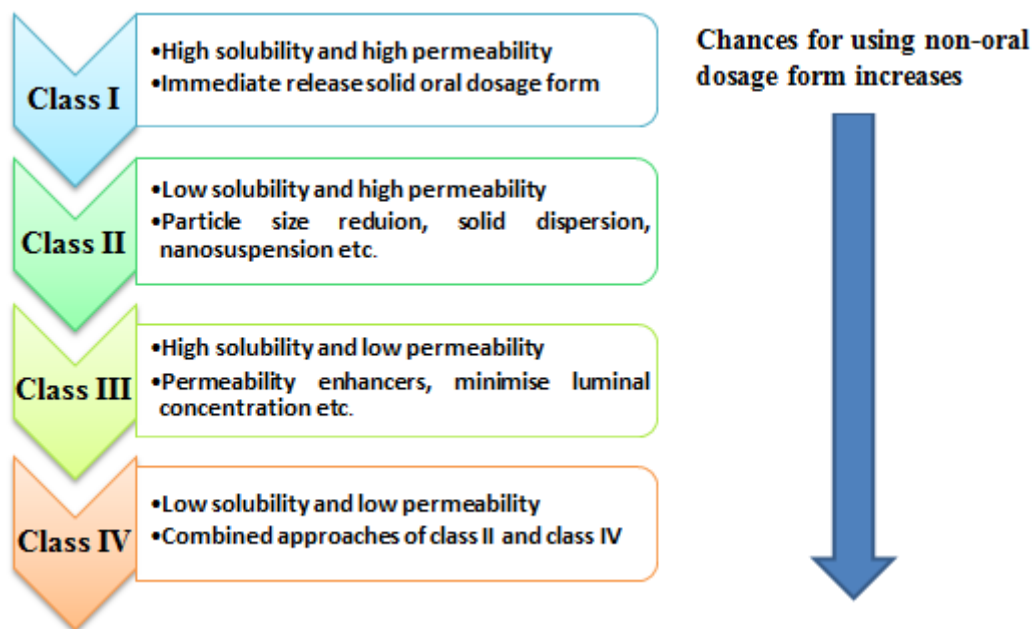 Class I
•High solubility and high permeability
•Immediate release solid oral dosage form
Class II
•Low solubility and high permeability
•Particle size reduion, solid dispersion,
nanosuspension etc.
Class III
•High solubility and low permeability
•Permeability enhancers, minimise luminal
concentration etc.
Class IV
•Low solubility and low permeability
•Combined approaches of class II and class IV
Chances for using non-oral
dosage form increases